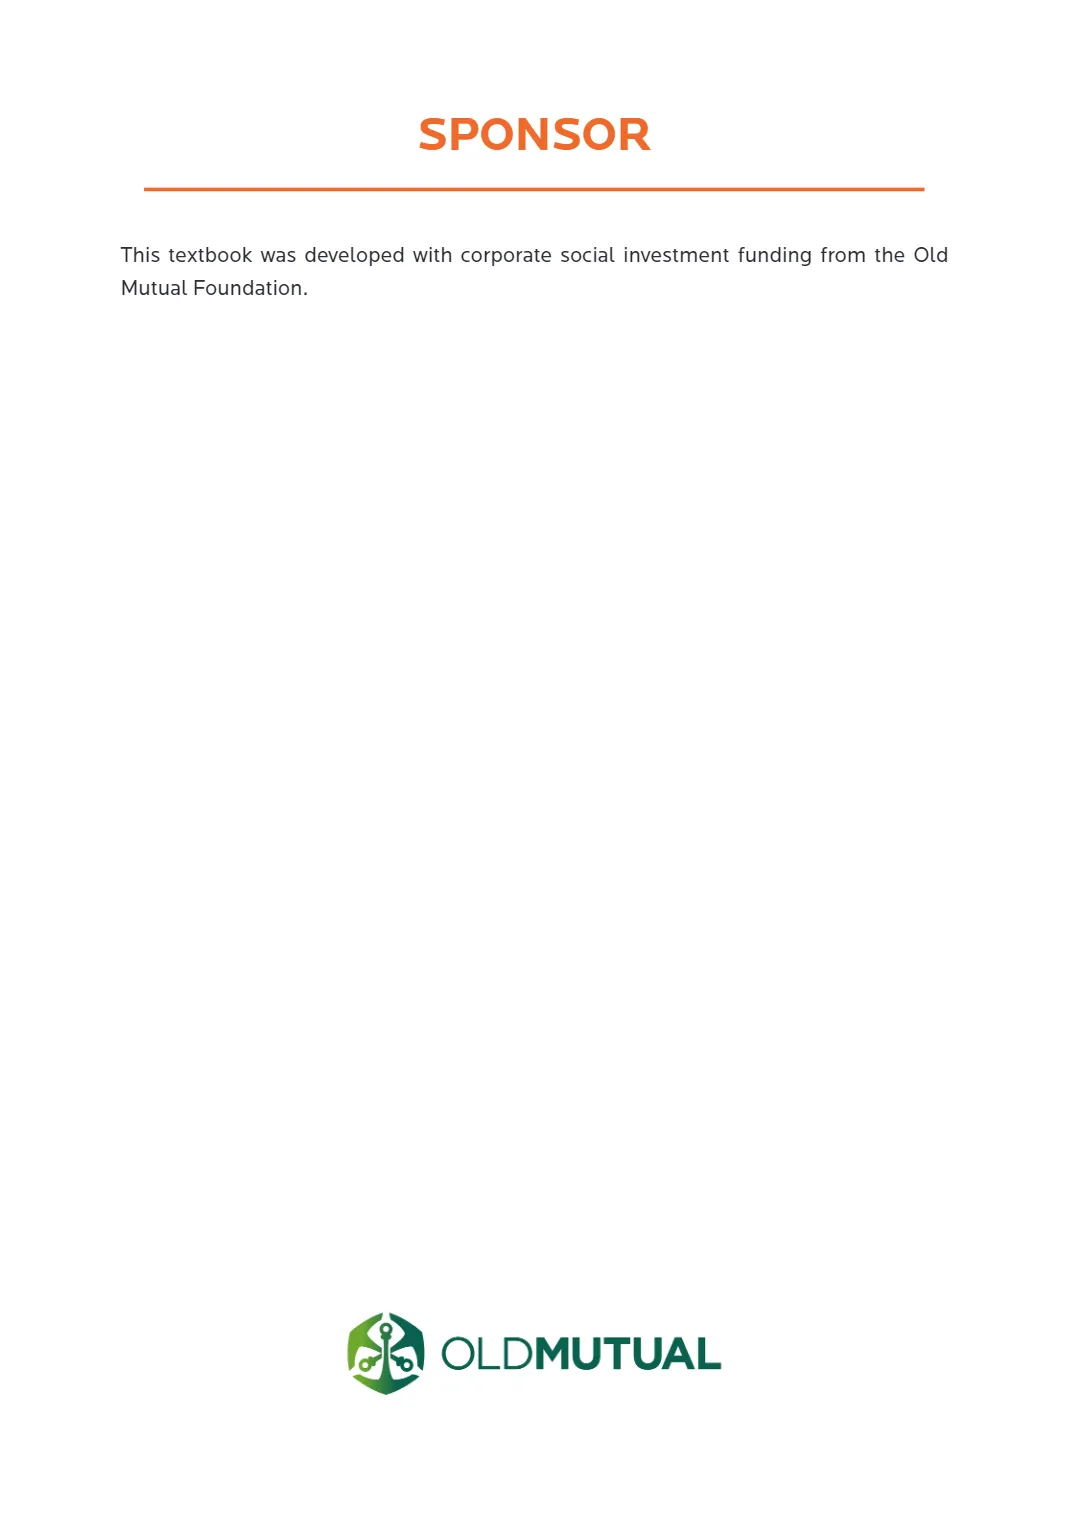 SPONSOR
This textbook was developed with corporate social investment funding from the Old
Mutual Foundation.
OLDMUTUAL